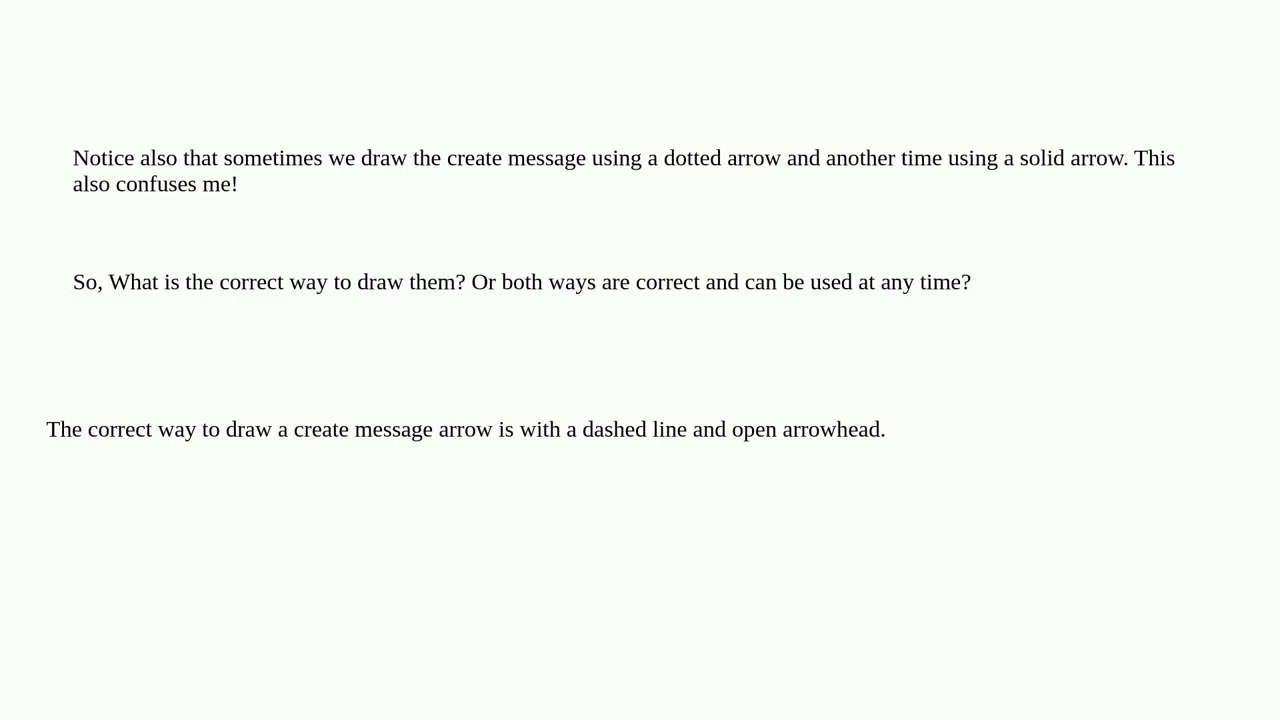 Notice also that sometimes we draw the create message using a dotted arrow and another time using a solid arrow. This
also confuses me!
So, What is the correct way to draw them? Or both ways are correct and can be used at any time?
The correct way to draw a create message arrow is with a dashed line and open arrowhead.